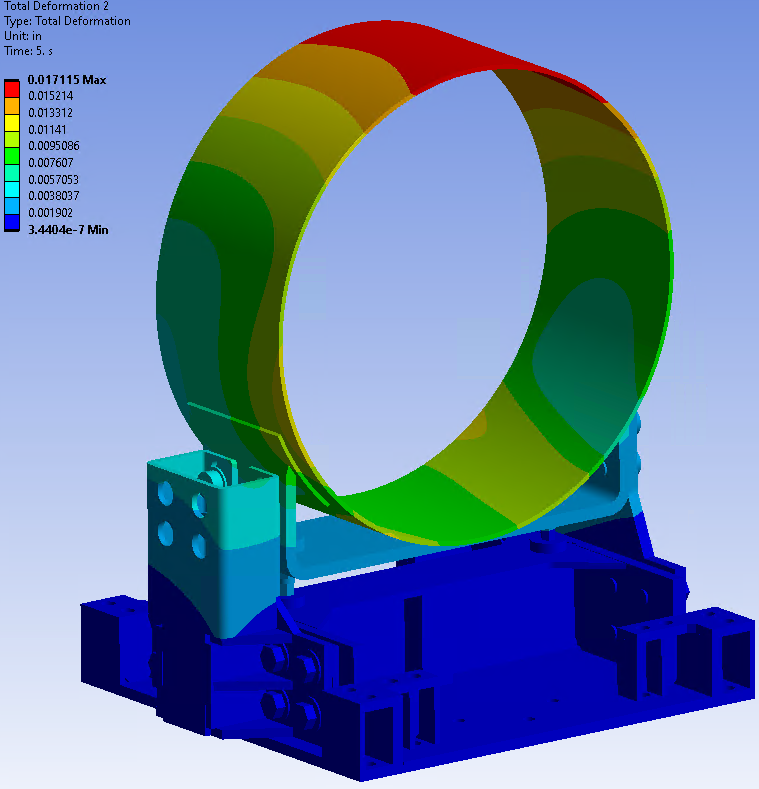 Total Deformation 2
Type: Total Deformation
Unit: in
Time: 5. s
0.017115 Max
0.015214
0.013312
0.01141
0.0095086
0.007607
0.0057053
0.0038037
0.001902
3.4404e-7 Min